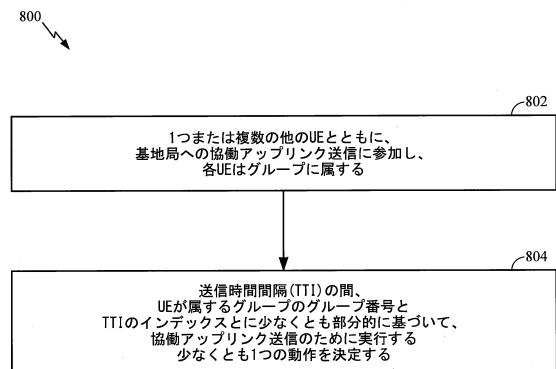 800
802
1つまたは複数の他のUEとともに、
基地局への協働アップリンク送信に参加し、
各UEはグループに属する
804
送信時間間隔(TTI)の間、
UEが属するグループのグループ番号と
TTIのインデックスとに少なくとも部分的に基づいて、
協働アップリンク送信のために実行する
少なくとも1つの動作を決定する